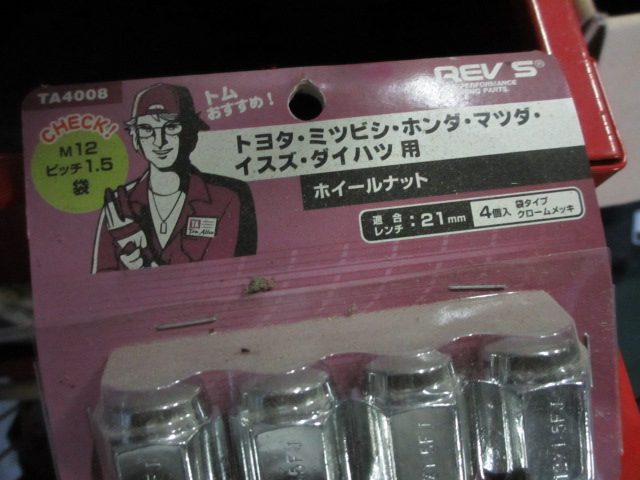 TA4008
トム
おすすめ!
REV'S®
PERFORMANCE
PARTS.
CHECK!
M12
ピッチ1.5
袋
トヨタ・ミツビシ・ホンダ・マツダ・
イスズ・ダイハツ 用
ホイールナット
適合
レンチ : 21mm
4個入 袋タイプ
クロームメッキ
Tom Allen